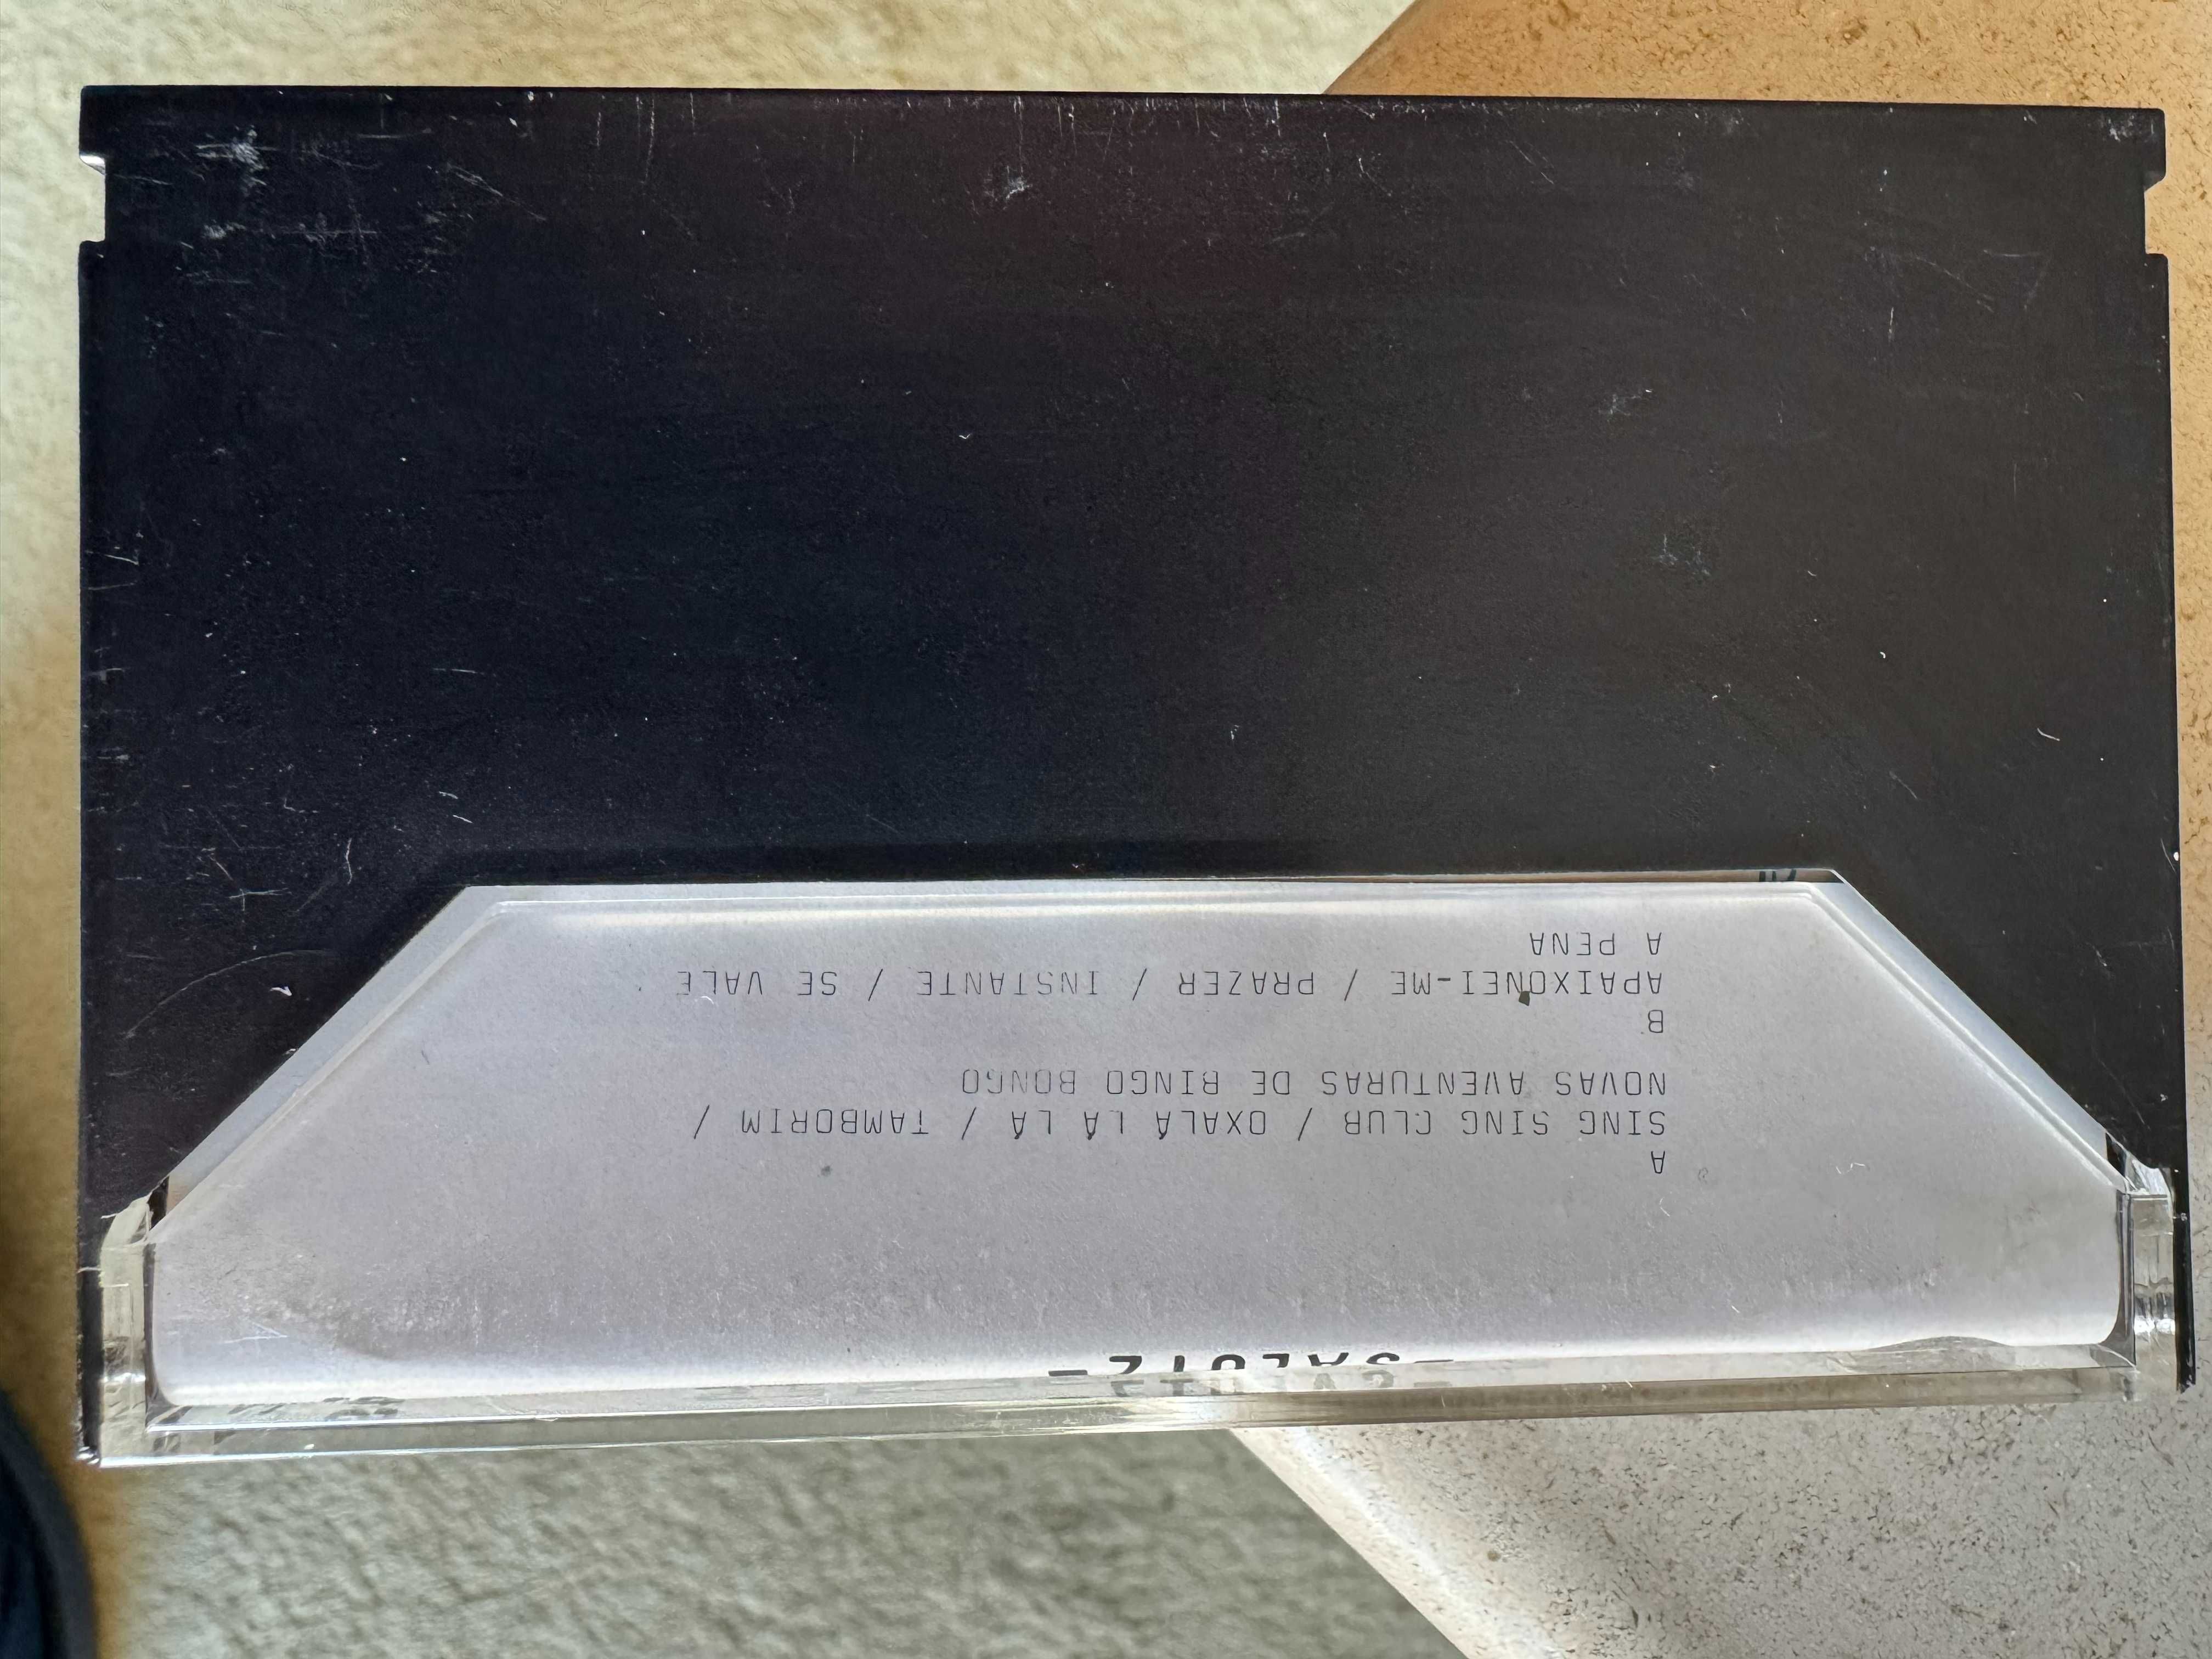 -SALUTZ-
A
SING SING CLUB / OXALÁ LÁ LÁ / TAMBORIM /
NOVAS AVENTURAS DE BINGO BONGO
B
APAIXONEI-ME / PRAZER / INSTANTE / SE VALE
A PENA